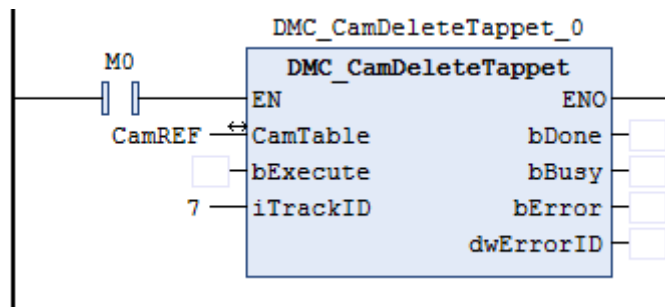 DMC_CamDeleteTappet_0
M0
DMC_CamDeleteTappet
EN ENO
CamREF CamTable bDone
bExecute bBusy
7 iTrackID bError
dwErrorID